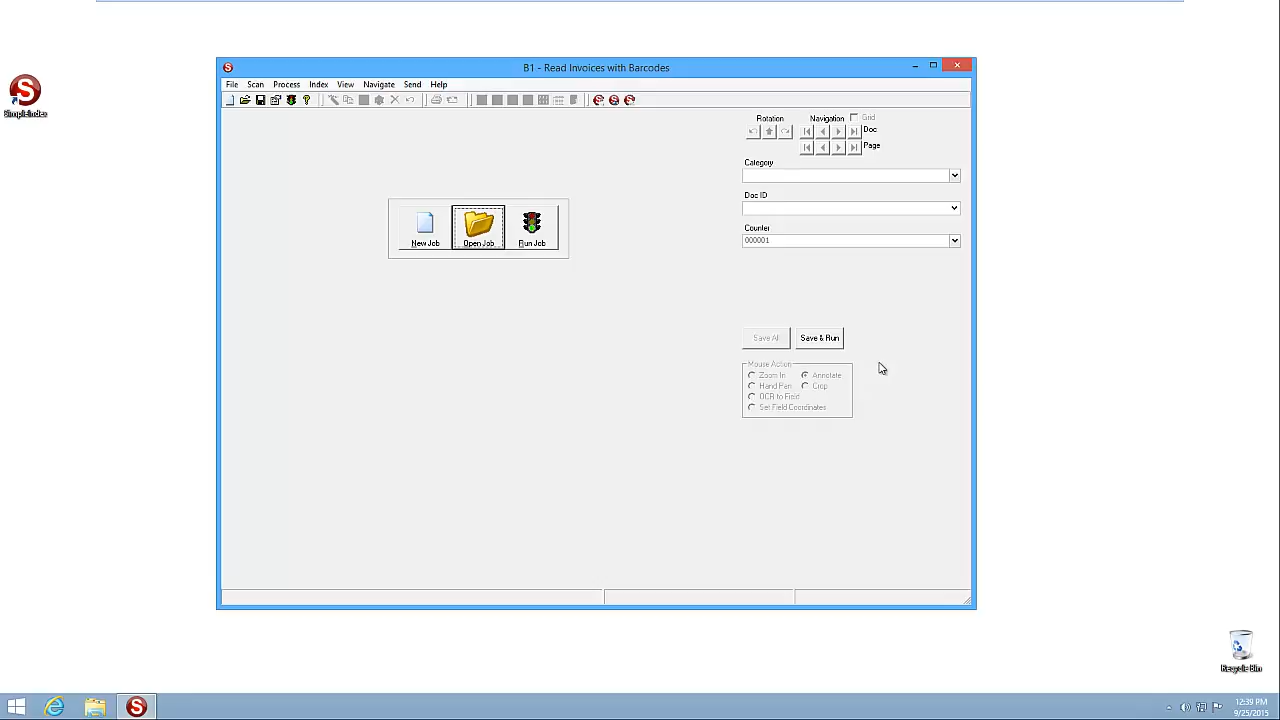 SimpleIndex
B1 - Read Invoices with Barcodes
File Scan Process Index View Navigate Send Help
Rotation
Navigation
Grid
Doc
Page
Category
Doc ID
Counter
000001
New Job
Open Job
Run Job
Save All
Save & Run
Mouse Action
Zoom In
Annotate
Hand Pan
Crop
OCR to Field
Set Field Coordinates
Recycle Bin
12:39 PM
9/25/2015